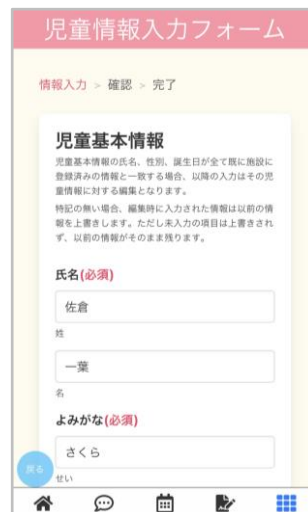 児童情報入力フォーム
情報入力 > 確認 > 完了
児童基本情報
児童基本情報の氏名、性別、誕生日が全て既に施設に
登録済みの情報と一致する場合、以降の入力はその児
童情報に対する編集となります。
特記の無い場合、編集時に入力された情報は以前の情
報を上書きします。ただし未入力の項目は上書きされ
ず、以前の情報がそのまま残ります。
氏名(必須)
佐倉
姓
一葉
名
よみがな(必須)
さくら
せい
戻る